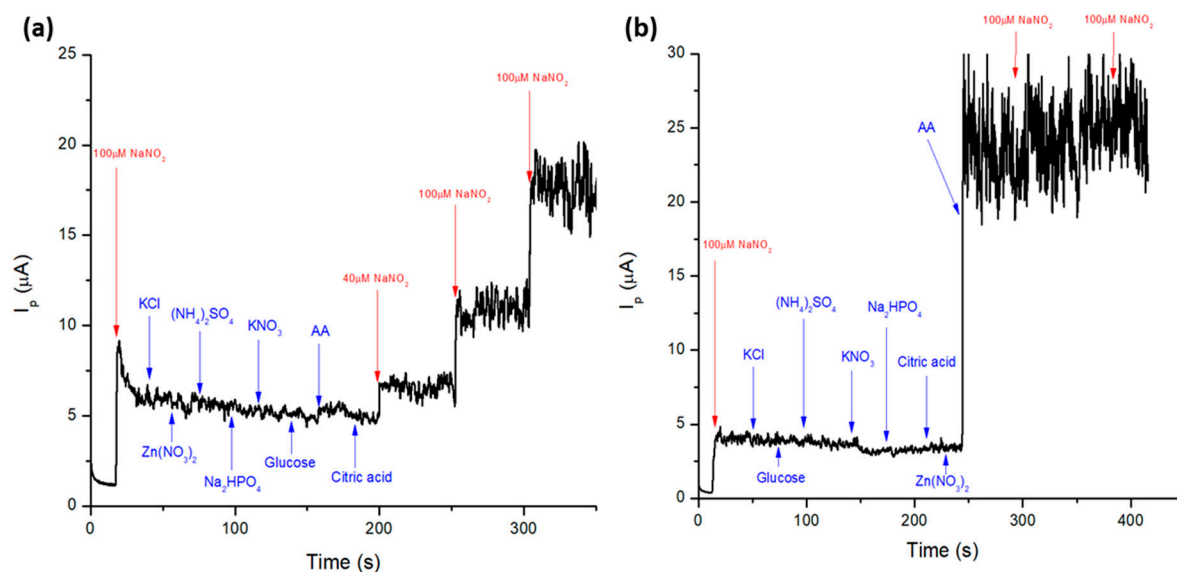 (a)
25
20
15
10
5
0
I_p (μA)
0
100
200
300
Time (s)
100μM NaNO₂
KCl
Zn(NO₃)₂
(NH₄)₂SO₄
Na₂HPO₄
KNO₃
Glucose
AA
Citric acid
40μM NaNO₂
100μM NaNO₂
100μM NaNO₂
(b)
30
25
20
15
10
5
0
I_p (μA)
0
100
200
300
400
Time (s)
100μM NaNO₂
KCl
Glucose
(NH₄)₂SO₄
KNO₃
Na₂HPO₄
Citric acid
Zn(NO₃)₂
AA
100μM NaNO₂
100μM NaNO₂